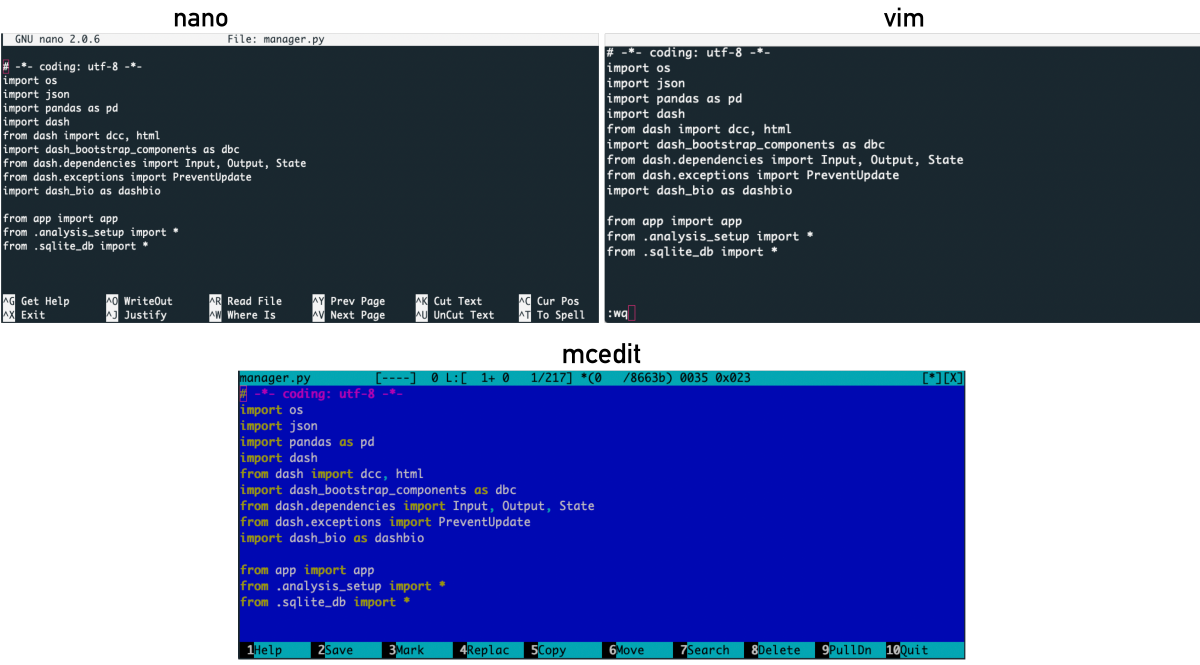 nano
GNU nano 2.0.6 File: manager.py
# -*- coding: utf-8 -*-
import os
import json
import pandas as pd
import dash
from dash import dcc, html
import dash_bootstrap_components as dbc
from dash.dependencies import Input, Output, State
from dash.exceptions import PreventUpdate
import dash_bio as dashbio
from app import app
from .analysis_setup import *
from .sqlite_db import *
^G Get Help ^O WriteOut ^R Read File ^Y Prev Page ^K Cut Text ^C Cur Pos
^X Exit ^J Justify ^W Where Is ^V Next Page ^U UnCut Text ^T To Spell
vim
# -*- coding: utf-8 -*-
import os
import json
import pandas as pd
import dash
from dash import dcc, html
import dash_bootstrap_components as dbc
from dash.dependencies import Input, Output, State
from dash.exceptions import PreventUpdate
import dash_bio as dashbio
from app import app
from .analysis_setup import *
from .sqlite_db import *
:wq
mcedit
manager.py [----] 0 L:[ 1+ 0 1/217] *(0 /8663b) 0035 0x023 [*][X]
# -*- coding: utf-8 -*-
import os
import json
import pandas as pd
import dash
from dash import dcc, html
import dash_bootstrap_components as dbc
from dash.dependencies import Input, Output, State
from dash.exceptions import PreventUpdate
import dash_bio as dashbio
from app import app
from .analysis_setup import *
from .sqlite_db import *
1Help 2Save 3Mark 4Replac 5Copy 6Move 7Search 8Delete 9PullDn 10Quit